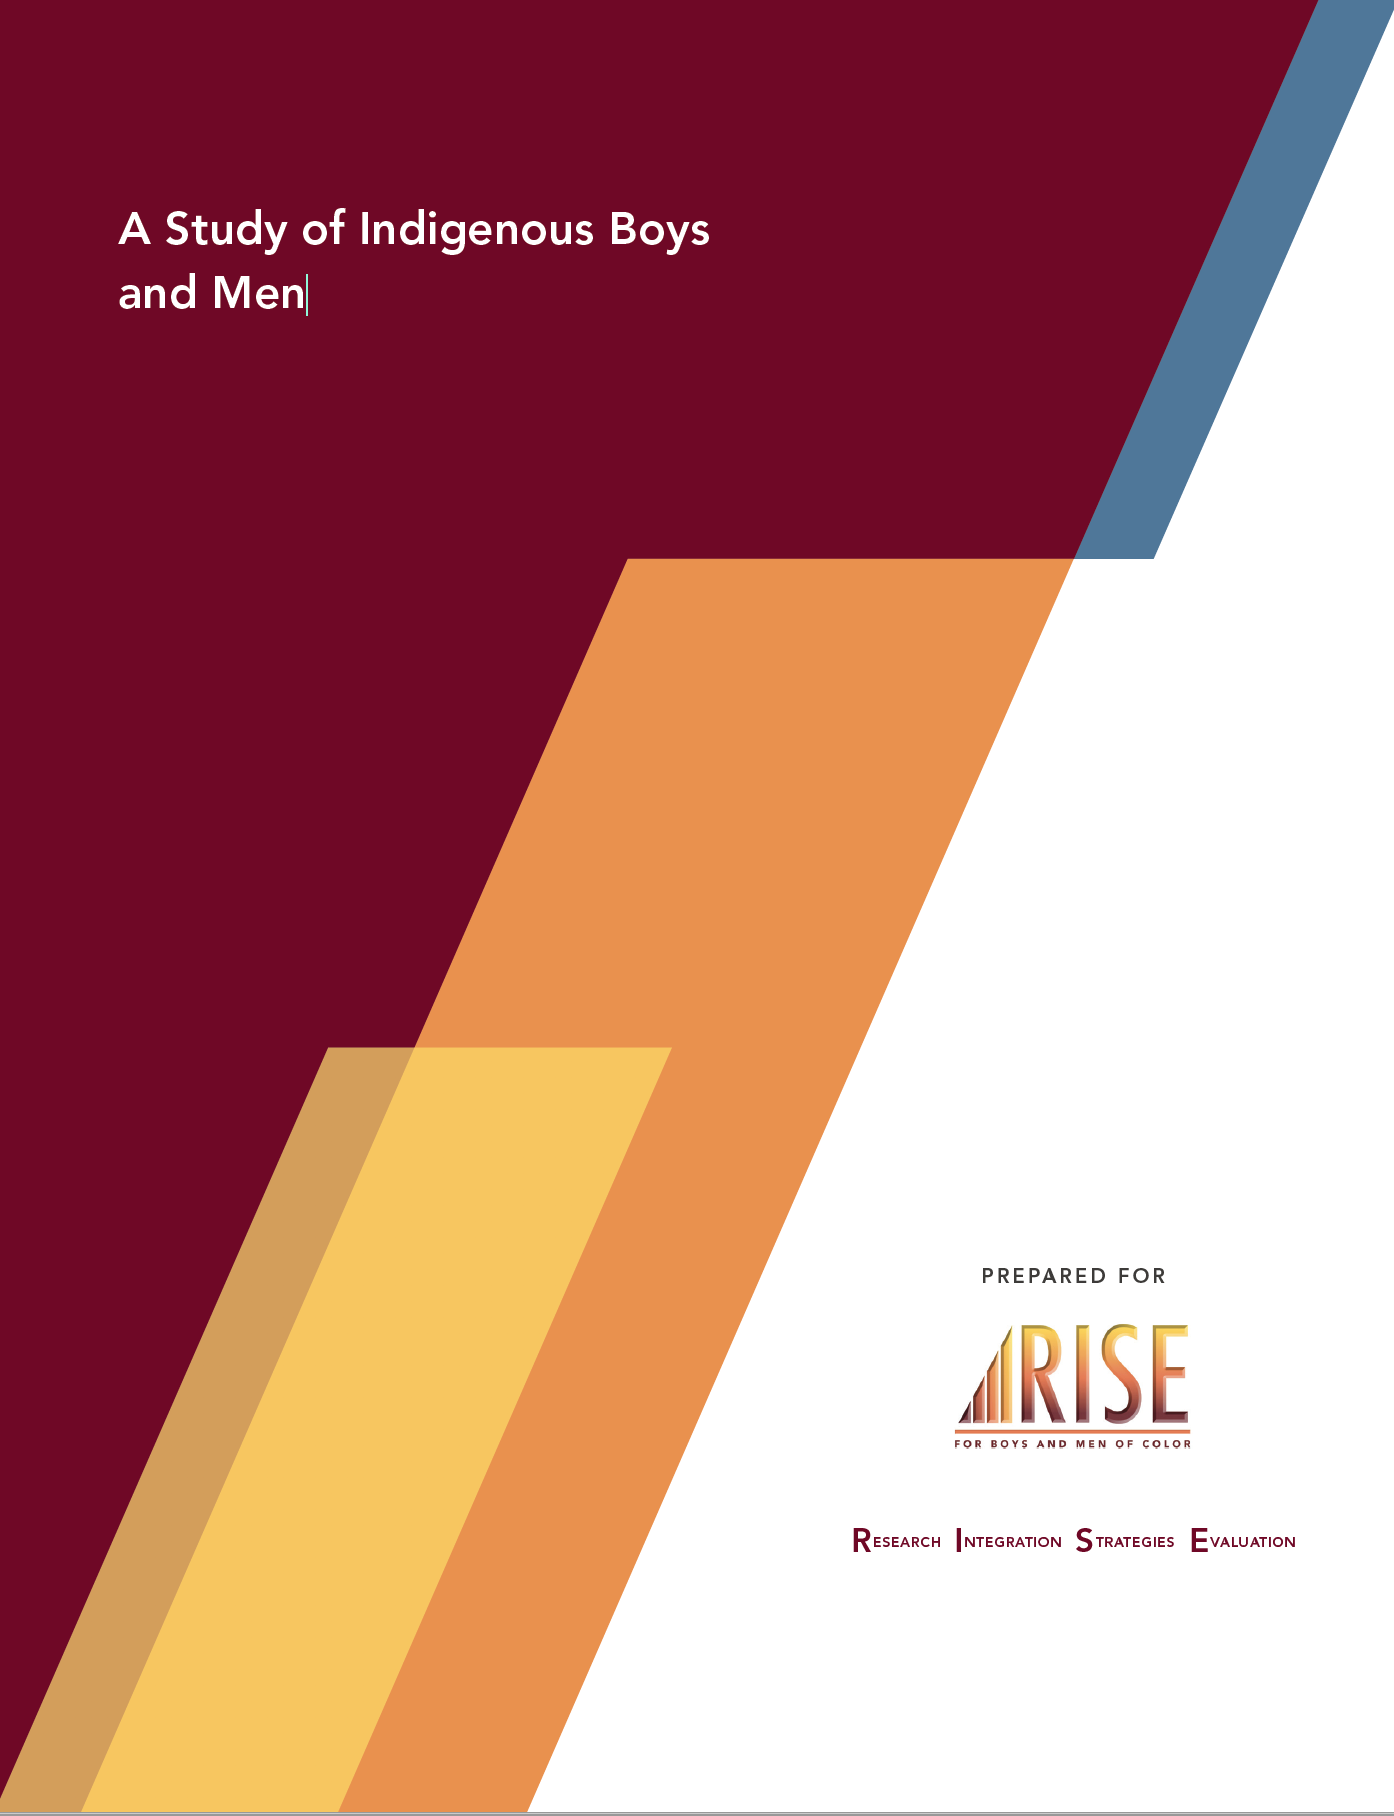 A Study of Indigenous Boys
and Men
PREPARED FOR
RISE
FOR BOYS AND MEN OF COLOR
RESEARCH INTEGRATION STRATEGIES EVALUATION